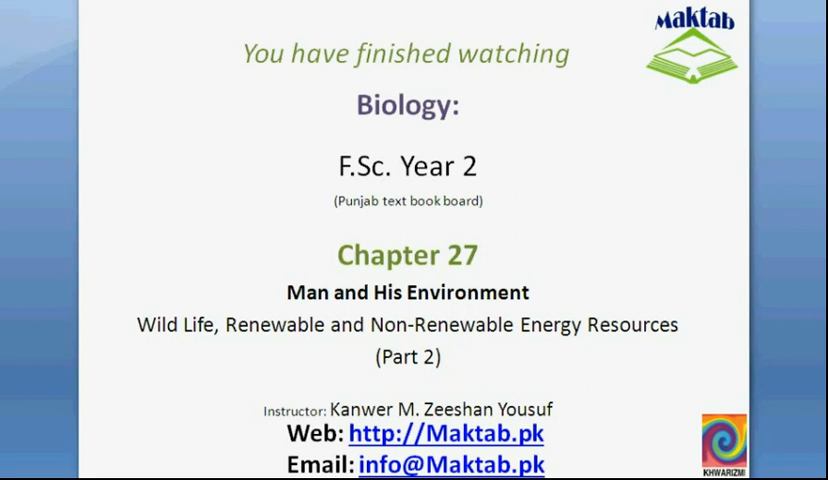 Maktab
You have finished watching
Biology:
F.Sc. Year 2
(Punjab text book board)
Chapter 27
Man and His Environment
Wild Life, Renewable and Non-Renewable Energy Resources
(Part 2)
Instructor: Kanwer M. Zeeshan Yousuf
Web: http://Maktab.pk
Email: info@Maktab.pk
KHWARIZMI